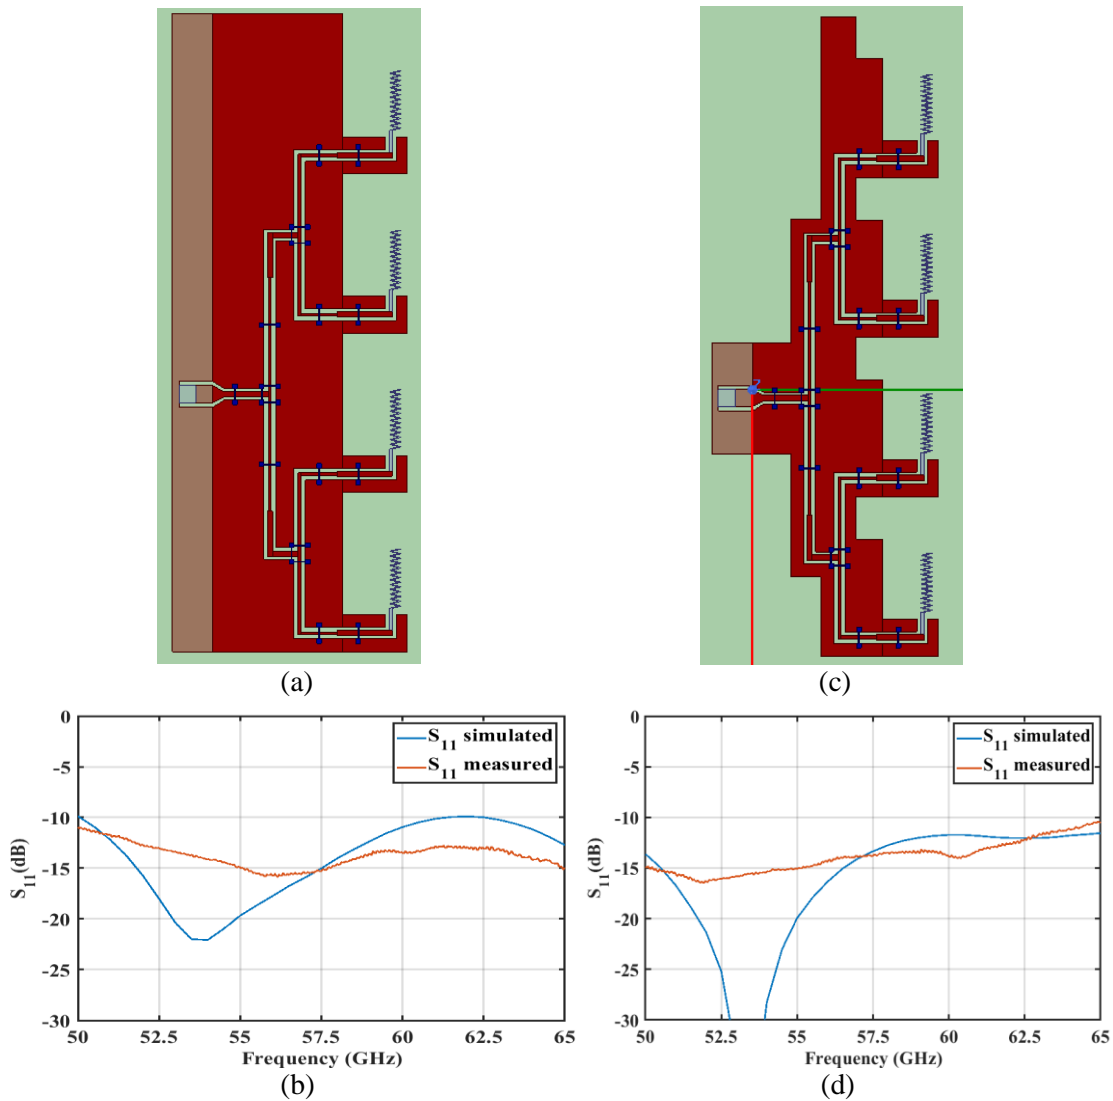 Z
(a)
(c)
0
-5
-10
-15
-20
-25
-30
50
52.5
55
57.5
60
62.5
65
S11(dB)
Frequency (GHz)
S11 simulated
S11 measured
(b)
0
-5
-10
-15
-20
-25
-30
50
52.5
55
57.5
60
62.5
65
S11(dB)
Frequency (GHz)
S11 simulated
S11 measured
(d)